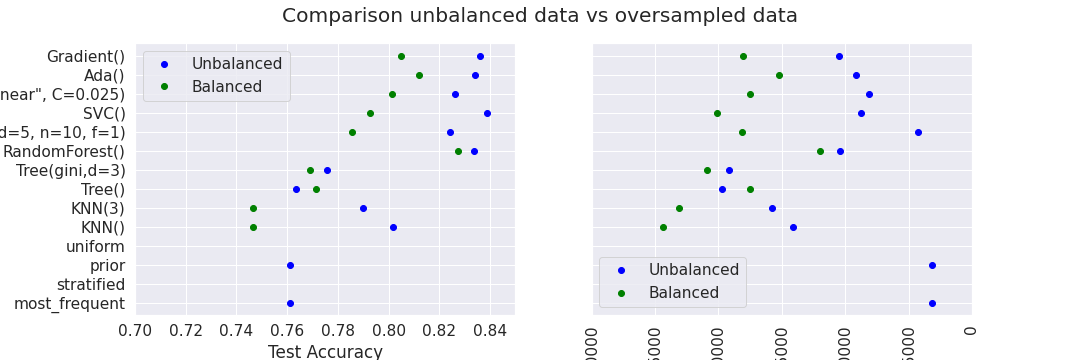 Comparison unbalanced data vs oversampled data
Gradient()
Ada()
near", C=0.025)
SVC()
d=5, n=10, f=1)
RandomForest()
Tree(gini,d=3)
Tree()
KNN(3)
KNN()
uniform
prior
stratified
most_frequent
Unbalanced
Balanced
0.70 0.72 0.74 0.76 0.78 0.80 0.82 0.84
Test Accuracy
Unbalanced
Balanced
0